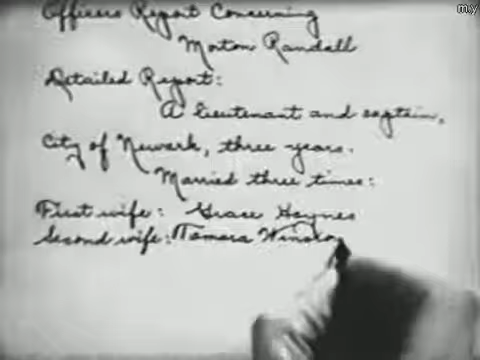 m.y
Officers Report Concerning
Morton Randall
Detailed Report:
A lieutenant and captain,
City of Newark, three years.
Married three times:
First wife: Grace Haynes
Second wife: Tamara Winslo